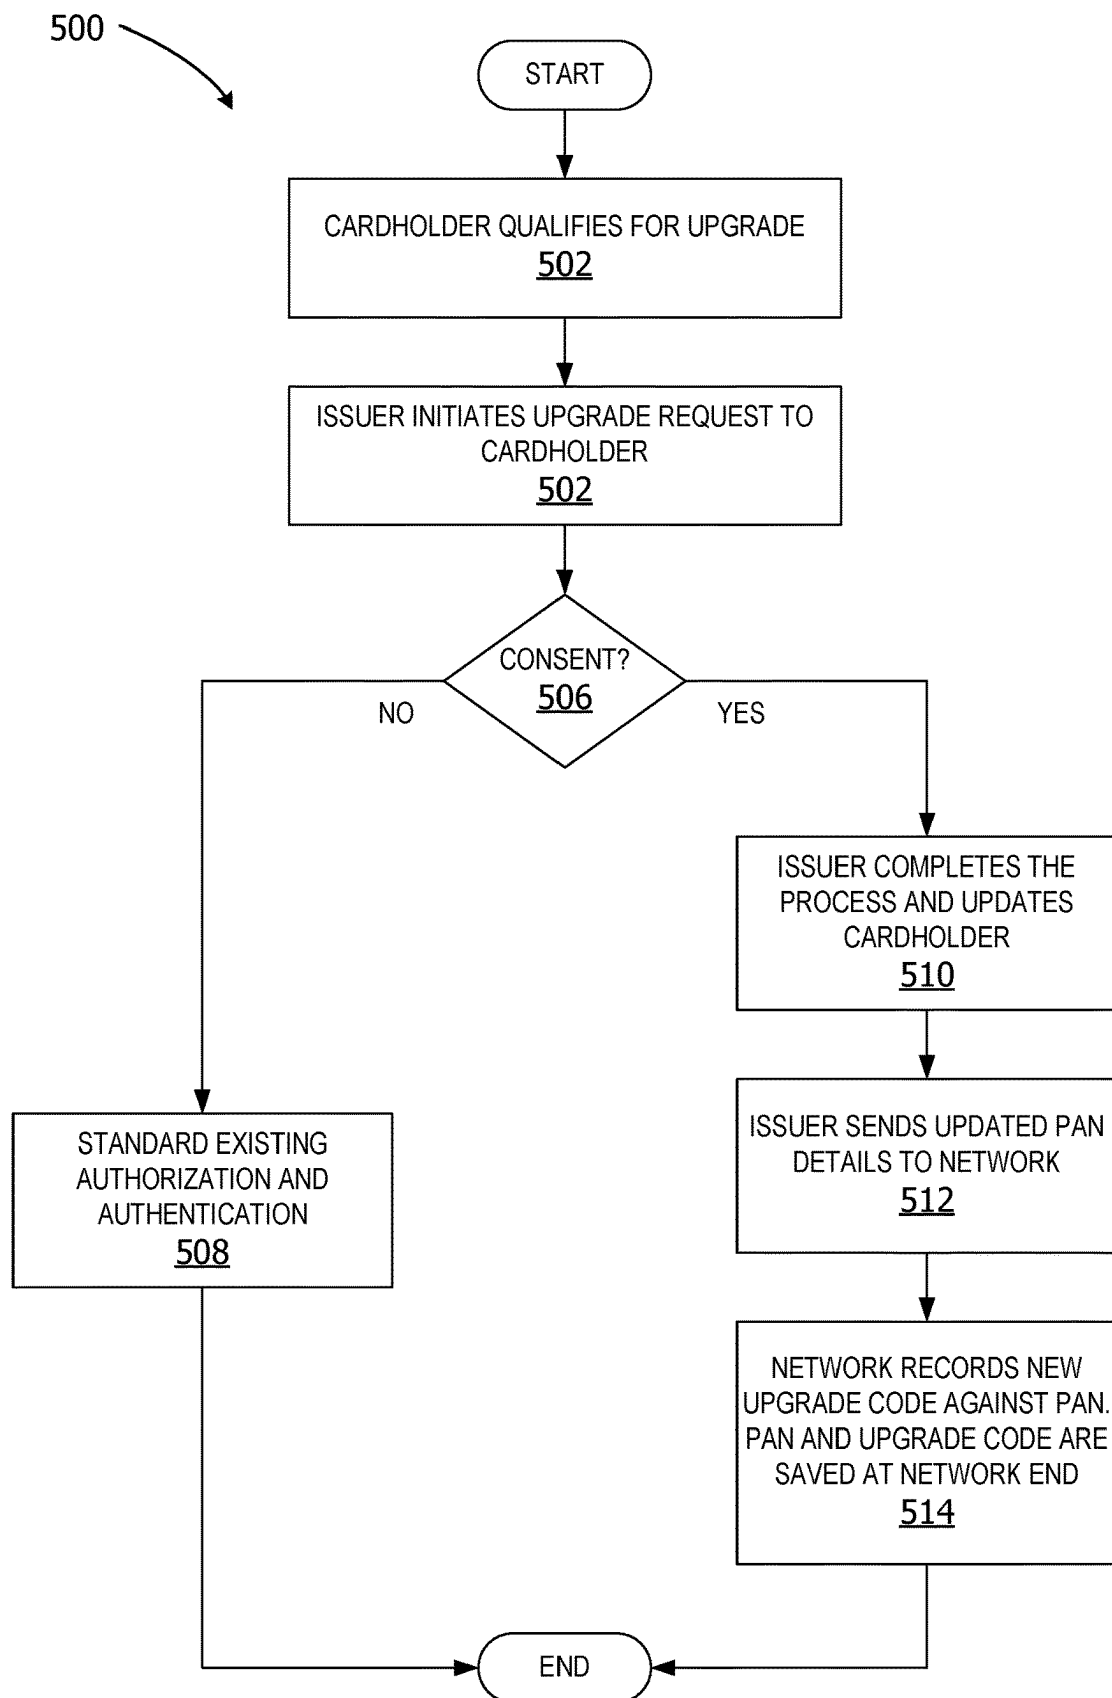 500
START
CARDHOLDER QUALIFIES FOR UPGRADE
502
ISSUER INITIATES UPGRADE REQUEST TO
CARDHOLDER
502
CONSENT?
506
NO
YES
ISSUER COMPLETES THE
PROCESS AND UPDATES
CARDHOLDER
510
ISSUER SENDS UPDATED PAN
DETAILS TO NETWORK
512
STANDARD EXISTING
AUTHORIZATION AND
AUTHENTICATION
508
NETWORK RECORDS NEW
UPGRADE CODE AGAINST PAN.
PAN AND UPGRADE CODE ARE
SAVED AT NETWORK END
514
END